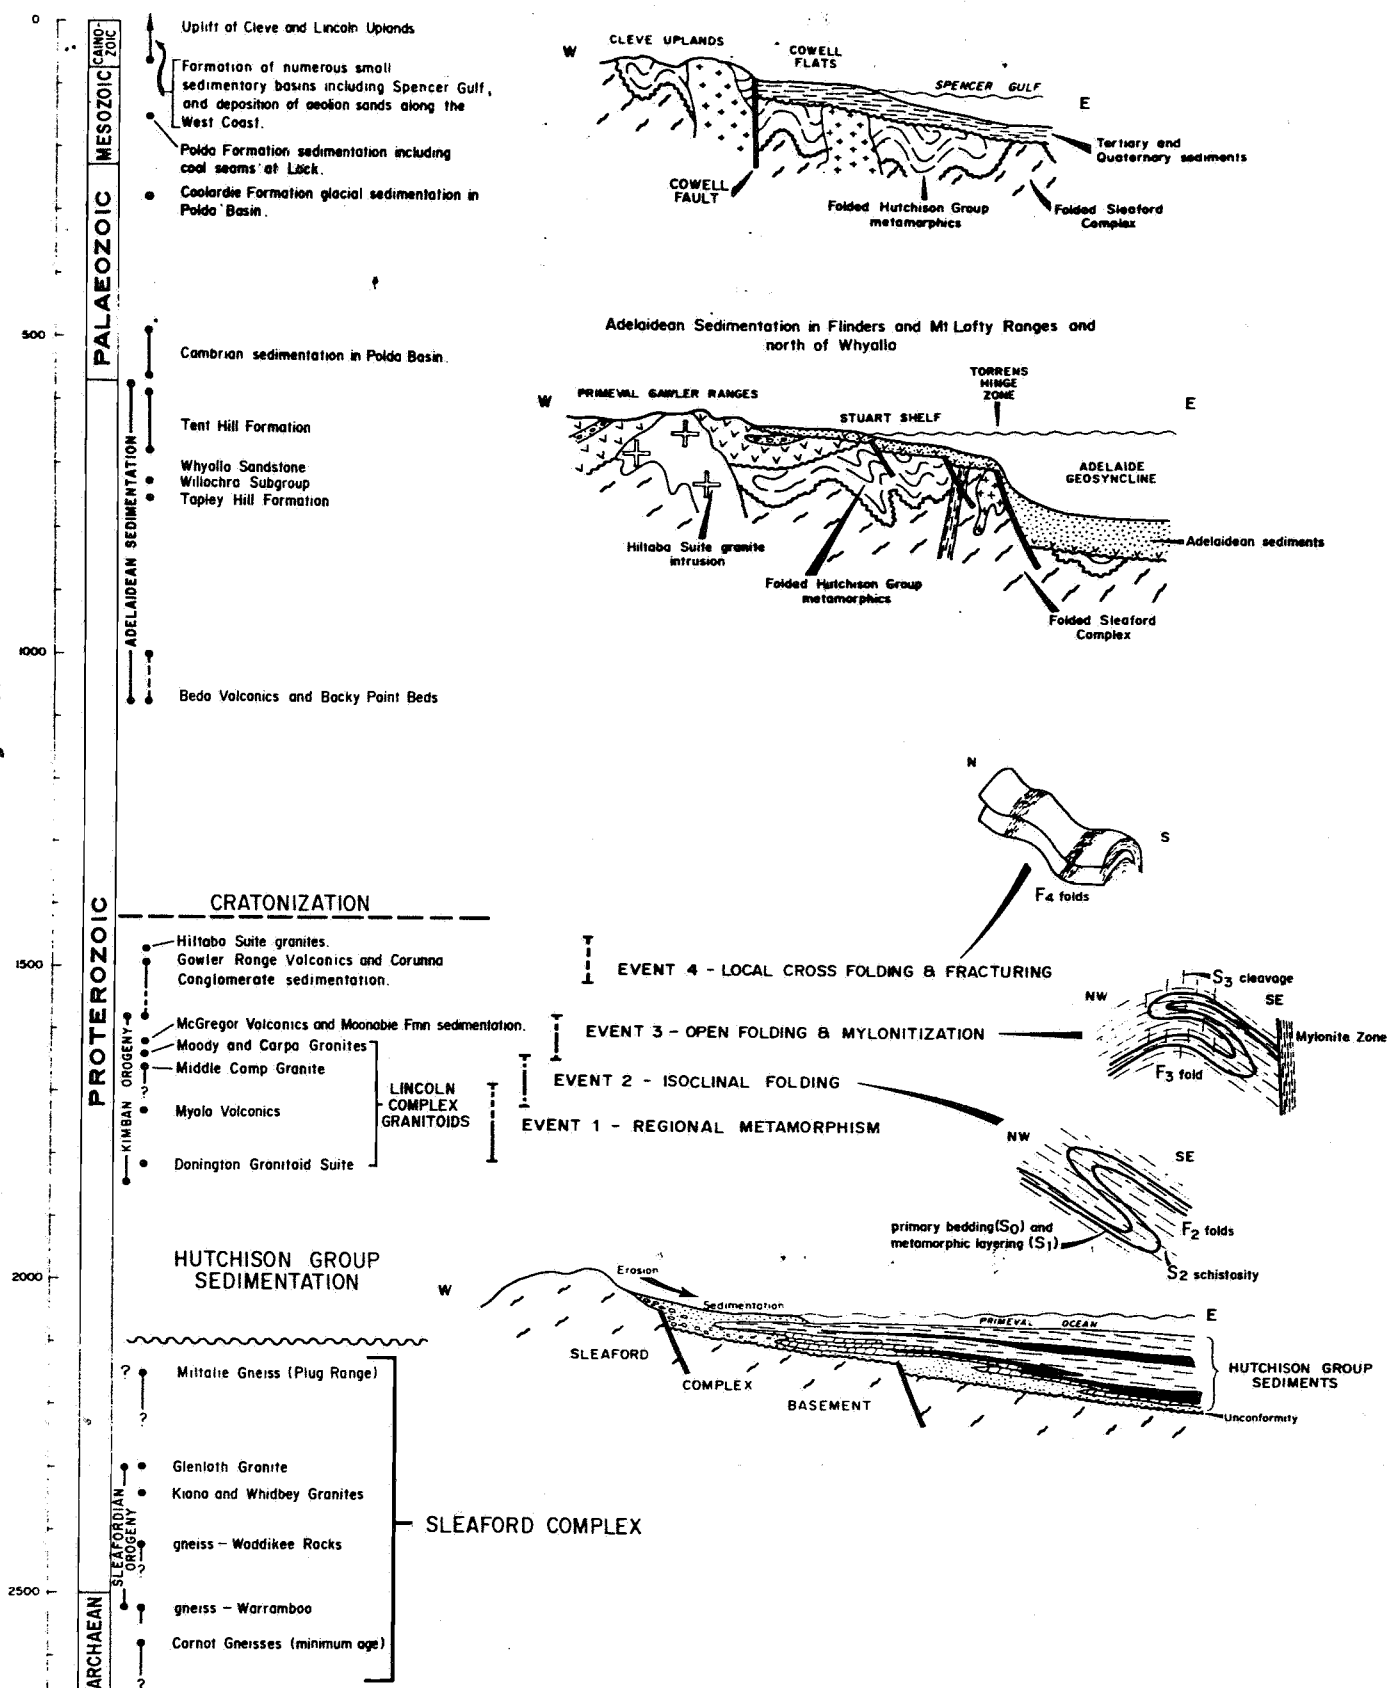 0
500
1000
1500
2000
2500
CAINO-
ZOIC
MESOZOIC
PALAEOZOIC
PROTEROZOIC
ARCHAEAN
Uplift of Cleve and Lincoln Uplands
Formation of numerous small
sedimentary basins including Spencer Gulf,
and deposition of aeolian sands along the
West Coast.
Polda Formation sedimentation including
coal seams at Lock.
Coolardie Formation glacial sedimentation in
Polda Basin.
Cambrian sedimentation in Polda Basin.
ADELAIDEAN SEDIMENTATION
Tent Hill Formation
Whyalla Sandstone
Willochra Subgroup
Tapley Hill Formation
Beda Volcanics and Backy Point Beds
CRATONIZATION
Hiltaba Suite granites.
Gawler Range Volcanics and Corunna
Conglomerate sedimentation.
KIMBAN OROGENY
McGregor Volcanics and Moonabie Fmn sedimentation.
Moody and Carpa Granites
Middle Camp Granite
?
Myola Volcanics
Donington Granitoid Suite
LINCOLN
COMPLEX
GRANITOIDS
HUTCHISON GROUP
SEDIMENTATION
? Miltalie Gneiss (Plug Range)
?
SLEAFORDIAN
OROGENY
Glenloth Granite
Kiana and Whidbey Granites
gneiss - Waddikee Rocks
?
gneiss - Warramboo
Carnot Gneisses (minimum age)
?
SLEAFORD COMPLEX
W
CLEVE UPLANDS
COWELL
FLATS
SPENCER GULF
E
Tertiary and
Quaternary sediments
COWELL
FAULT
Folded Hutchison Group
metamorphics
Folded Sleaford
Complex
Adelaidean Sedimentation in Flinders and Mt Lofty Ranges and
north of Whyalla
W
PRIMEVAL GAWLER RANGES
STUART SHELF
TORRENS
HINGE
ZONE
E
ADELAIDE
GEOSYNCLINE
Adelaidean sediments
Hiltaba Suite granite
intrusion
Folded Hutchison Group
metamorphics
Folded Sleaford
Complex
N
S
F4 folds
EVENT 4 - LOCAL CROSS FOLDING & FRACTURING
EVENT 3 - OPEN FOLDING & MYLONITIZATION
EVENT 2 - ISOCLINAL FOLDING
EVENT 1 - REGIONAL METAMORPHISM
NW
S3 cleavage
SE
Mylonite Zone
F3 fold
NW
SE
primary bedding (S0) and
metamorphic layering (S1)
F2 folds
S2 schistosity
W
Erosion
Sedimentation
PRIMEVAL OCEAN
E
SLEAFORD
COMPLEX
BASEMENT
HUTCHISON GROUP
SEDIMENTS
Unconformity